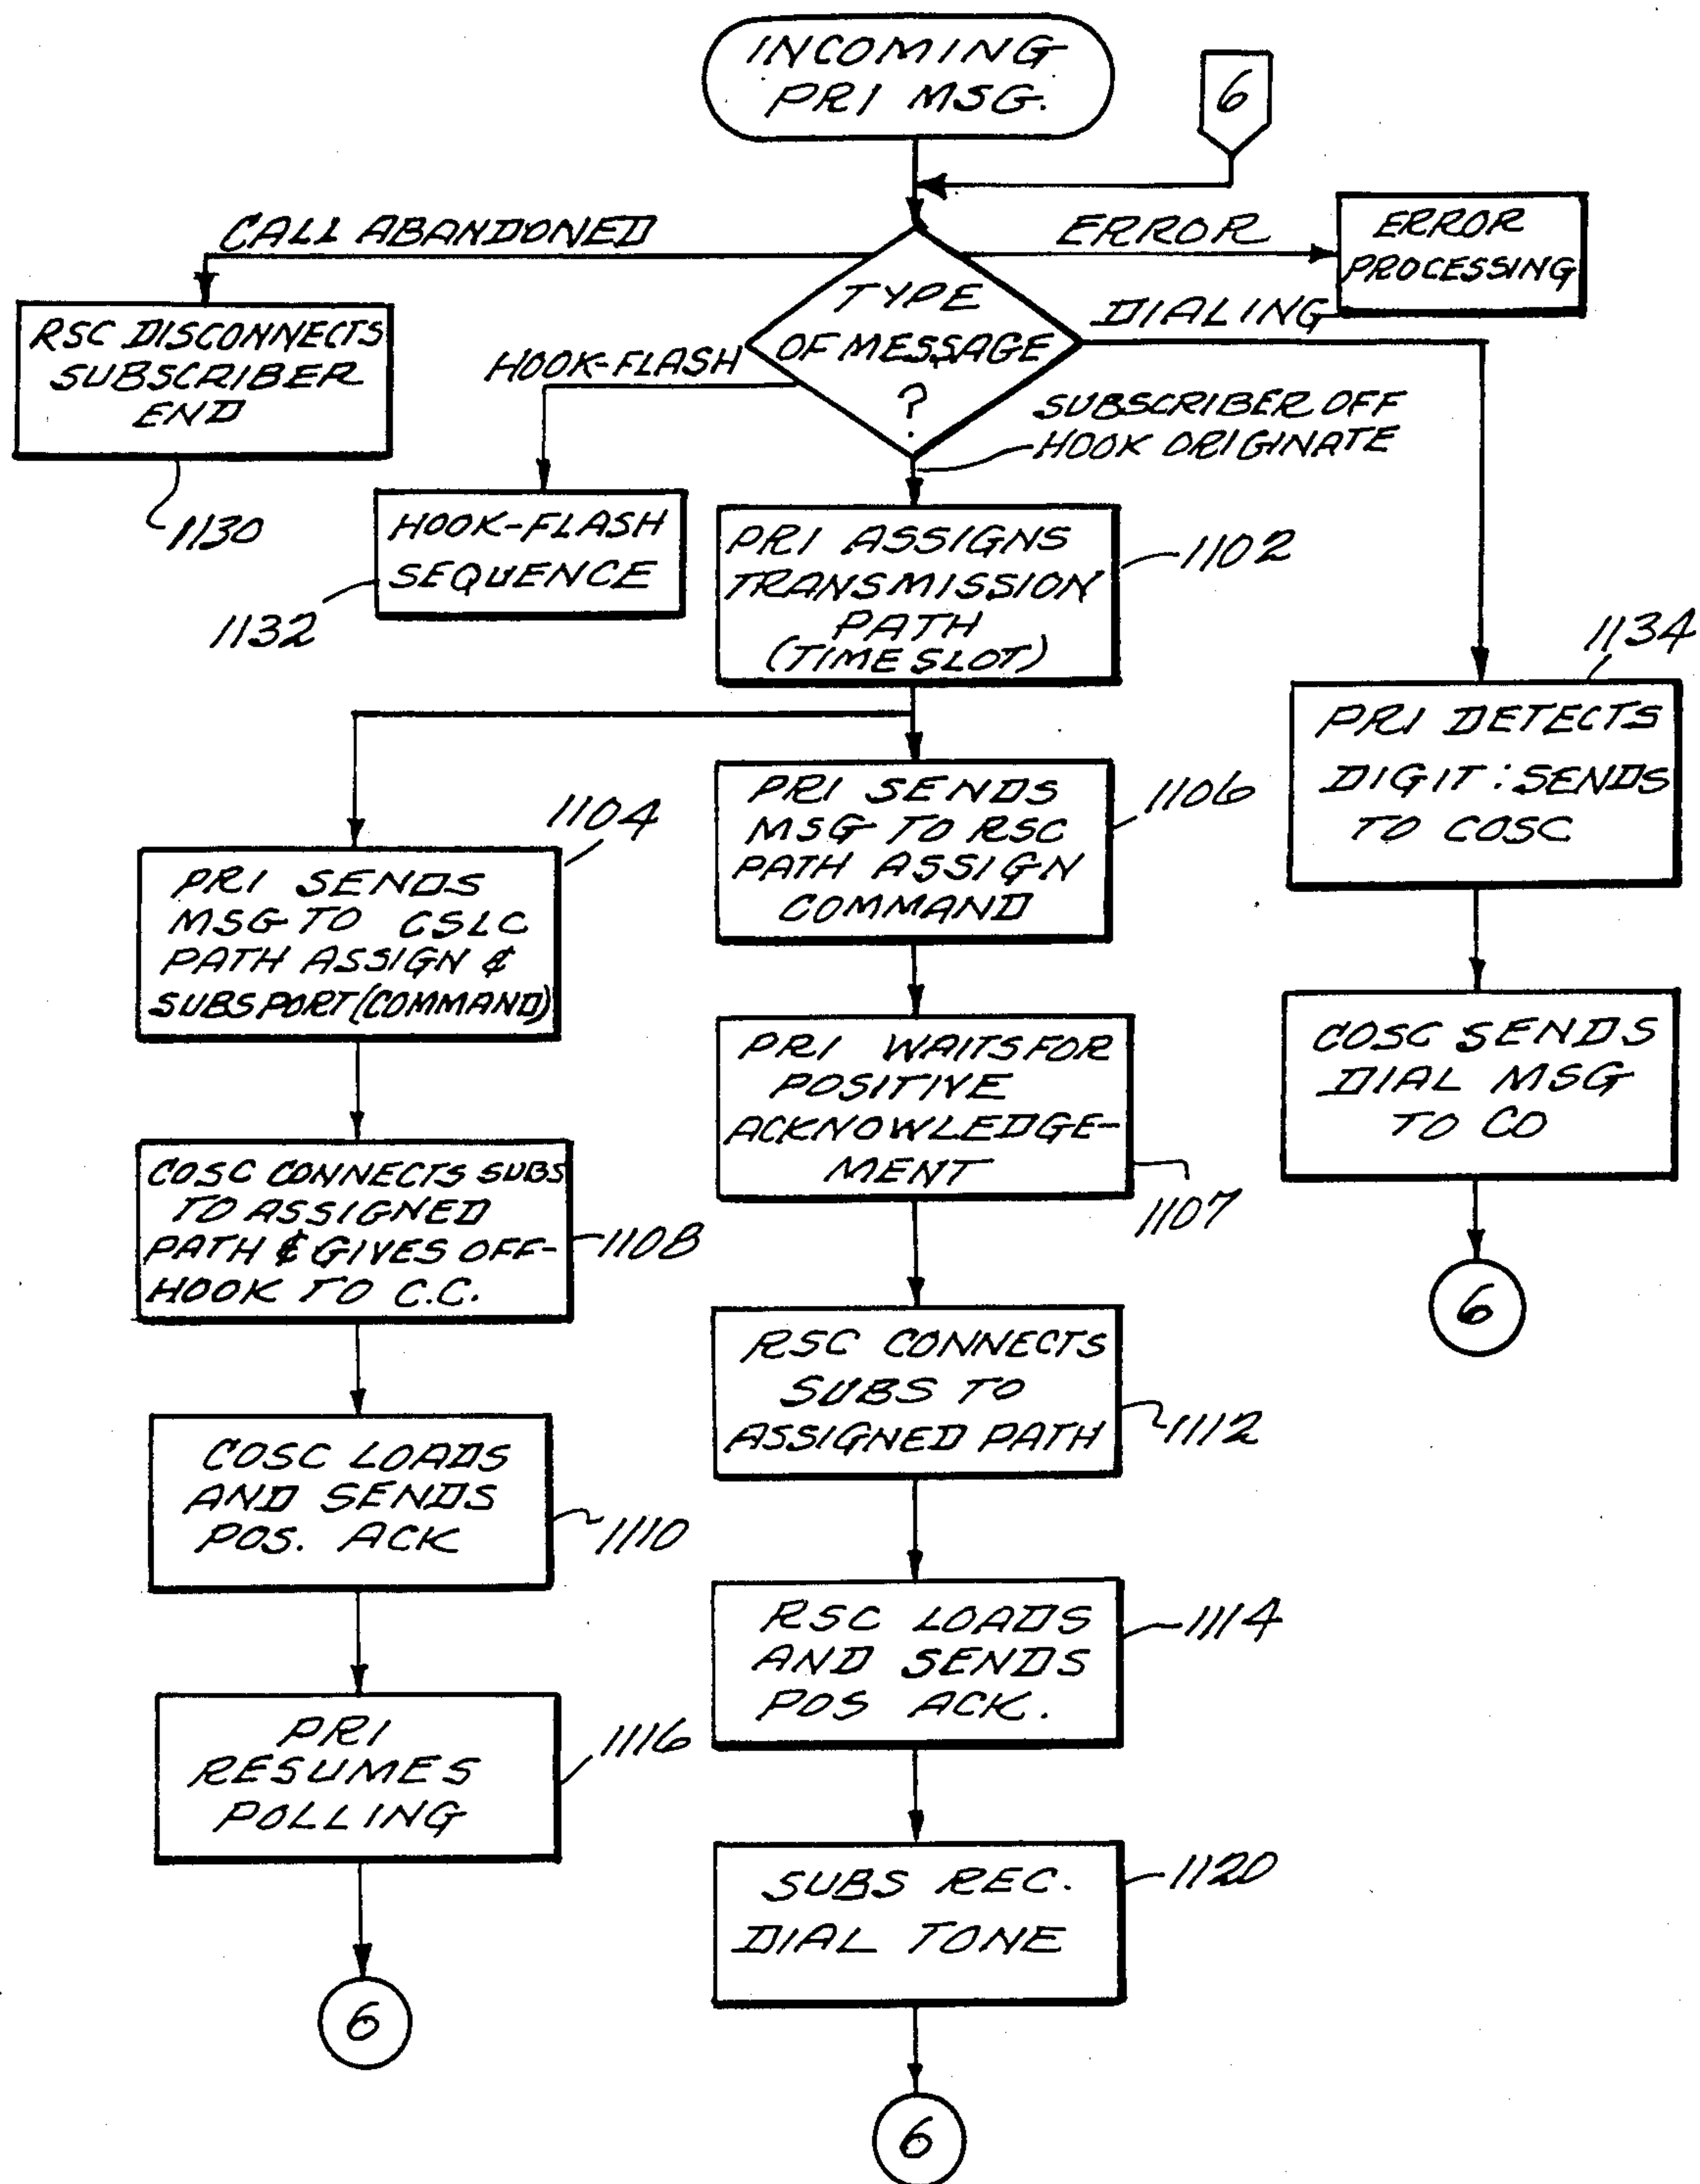 INCOMING
PRI MSG.
6
CALL ABANDONED
ERROR
ERROR
PROCESSING
DIALING
TYPE
OF MESSAGE
?
HOOK-FLASH
SUBSCRIBER OFF
HOOK ORIGINATE
RSC DISCONNECTS
SUBSCRIBER
END
1130
HOOK-FLASH
SEQUENCE
1132
PRI ASSIGNS
TRANSMISSION
PATH
(TIME SLOT)
1102
1134
PRI DETECTS
DIGIT: SENDS
TO COSC
1104
PRI SENDS
MSG TO CSLC
PATH ASSIGN &
SUBS PORT (COMMAND)
PRI SENDS
MSG TO RSC
PATH ASSIGN
COMMAND
1106
COSC SENDS
DIAL MSG
TO CO
6
PRI WAITS FOR
POSITIVE
ACKNOWLEDGE-
MENT
1107
COSC CONNECTS SUBS
TO ASSIGNED
PATH & GIVES OFF-
HOOK TO C.C.
1108
RSC CONNECTS
SUBS TO
ASSIGNED PATH
1112
COSC LOADS
AND SENDS
POS. ACK
1110
RSC LOADS
AND SENDS
POS ACK.
1114
PRI
RESUMES
POLLING
1116
6
SUBS REC.
DIAL TONE
1120
6